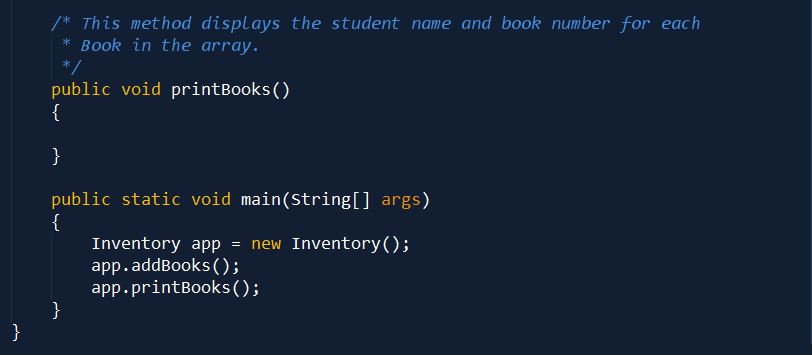 /* This method displays the student name and book number for each
* Book in the array.
*/
public void printBooks()
{
}
public static void main(String[] args)
{
Inventory app = new Inventory();
app.addBooks();
app.printBooks();
}
}